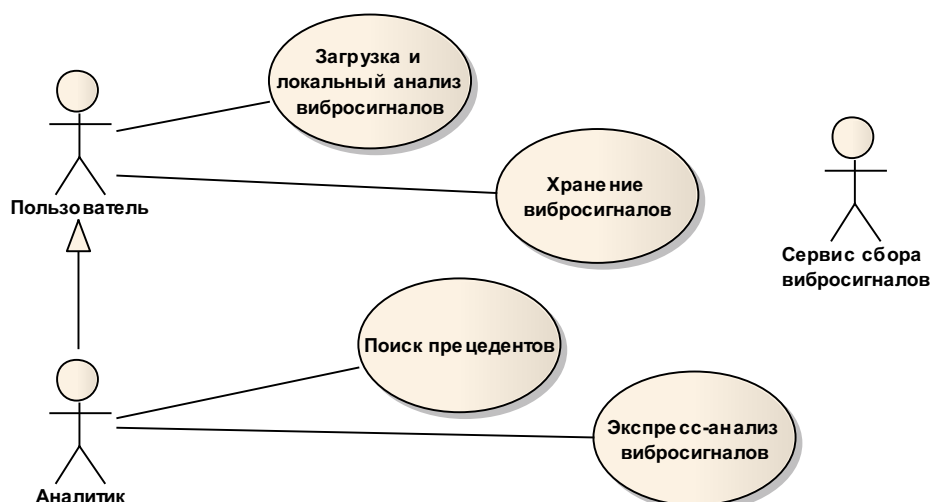 Загрузка и
локальный анализ
вибросигналов
Пользователь
Хранение
вибросигналов
Сервис сбора
вибросигналов
Поиск прецедентов
Экспресс-анализ
вибросигналов
Аналитик